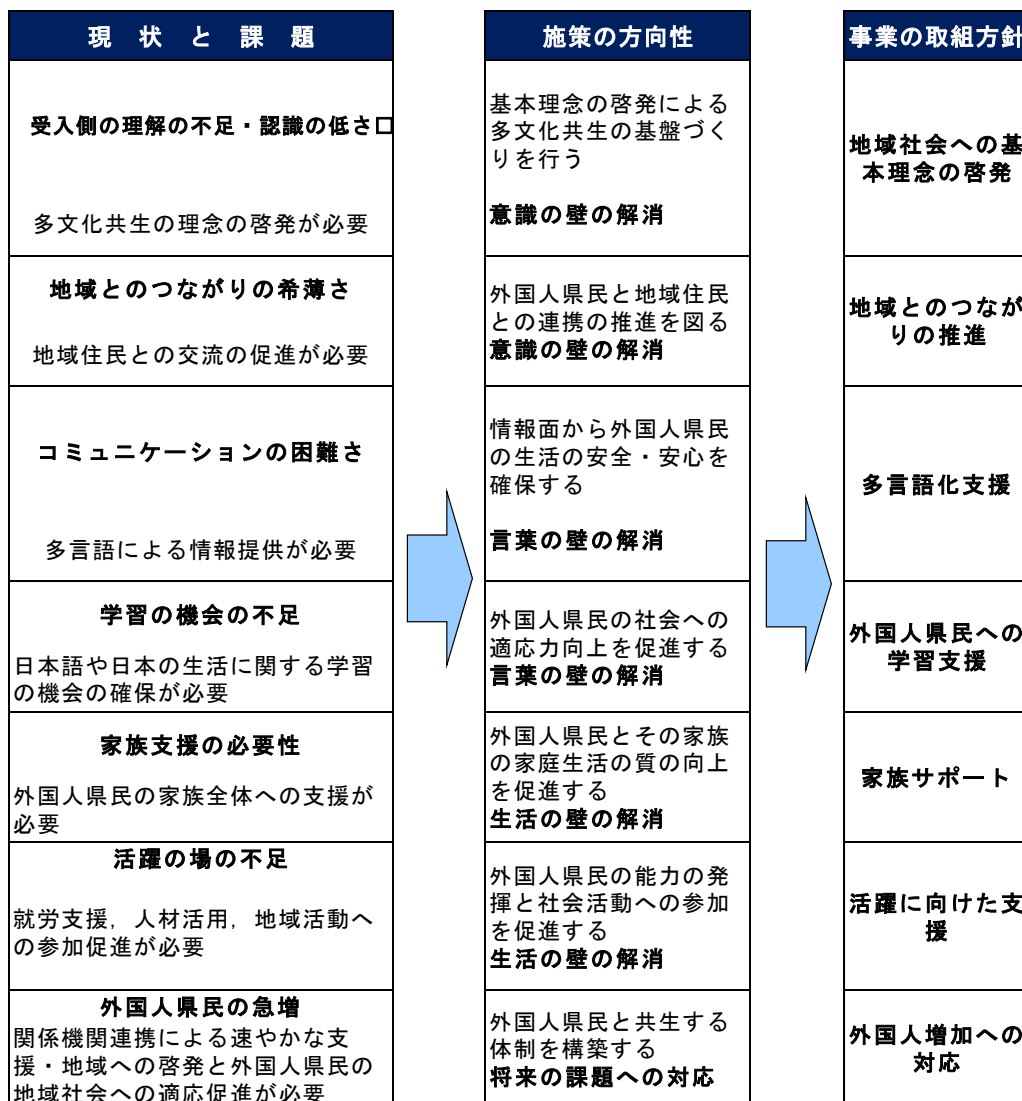 現状と課題
受入側の理解の不足・認識の低さ□
多文化共生の理念の啓発が必要
地域とのつながりの希薄さ
地域住民との交流の促進が必要
コミュニケーションの困難さ
多言語による情報提供が必要
学習の機会の不足
日本語や日本の生活に関する学習
の機会の確保が必要
家族支援の必要性
外国人県民の家族全体への支援が
必要
活躍の場の不足
就労支援，人材活用，地域活動へ
の参加促進が必要
外国人県民の急増
関係機関連携による速やかな支
援・地域への啓発と外国人県民の
地域社会への適応促進が必要
施策の方向性
基本理念の啓発による
多文化共生の基盤づく
りを行う
意識の壁の解消
外国人県民と地域住民
との連携の推進を図る
意識の壁の解消
情報面から外国人県民
の生活の安全・安心を
確保する
言葉の壁の解消
外国人県民の社会への
適応力向上を促進する
言葉の壁の解消
外国人県民とその家族
の家庭生活の質の向上
を促進する
生活の壁の解消
外国人県民の能力の発
揮と社会活動への参加
を促進する
生活の壁の解消
外国人県民と共生する
体制を構築する
将来の課題への対応
事業の取組方針
地域社会への基
本理念の啓発
地域とのつなが
りの推進
多言語化支援
外国人県民への
学習支援
家族サポート
活躍に向けた支
援
外国人増加への
対応